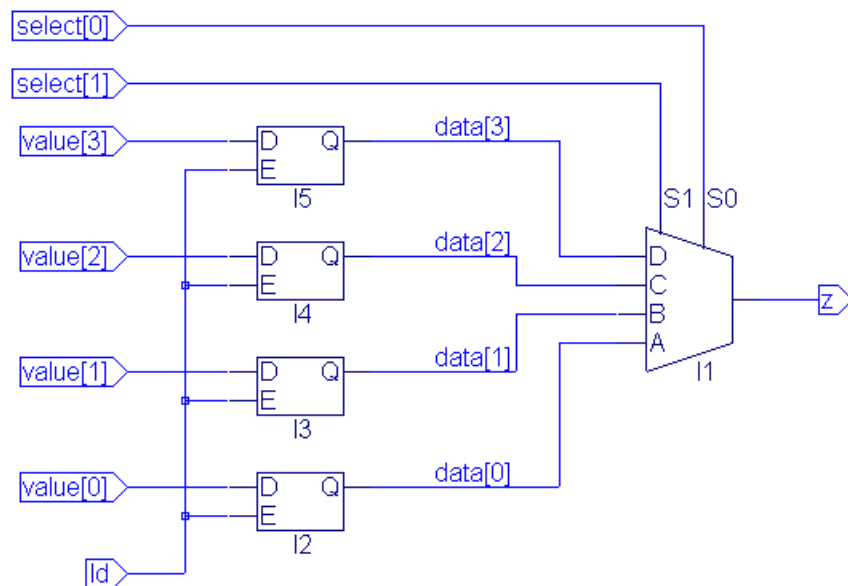 select[0]
select[1]
value[3]
D Q
E
I5
data[3]
S1 S0
value[2]
D Q
E
I4
data[2]
D
C
B
A
I1
z
value[1]
D Q
E
I3
data[1]
value[0]
D Q
E
I2
data[0]
ld